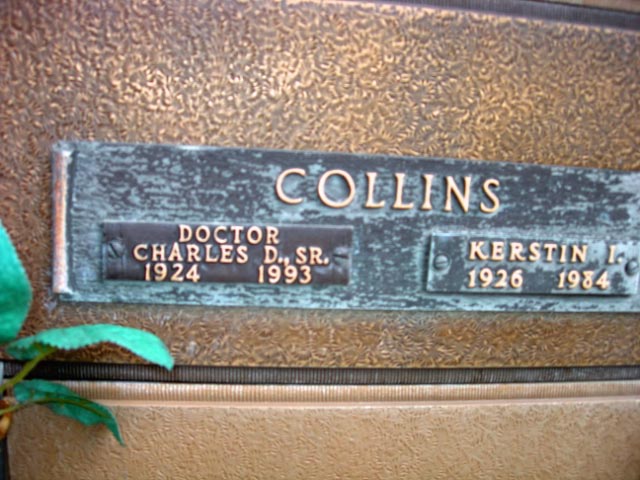 COLLINS
DOCTOR
CHARLES D., SR.
1924 1993
KERSTIN I.
1926 1984